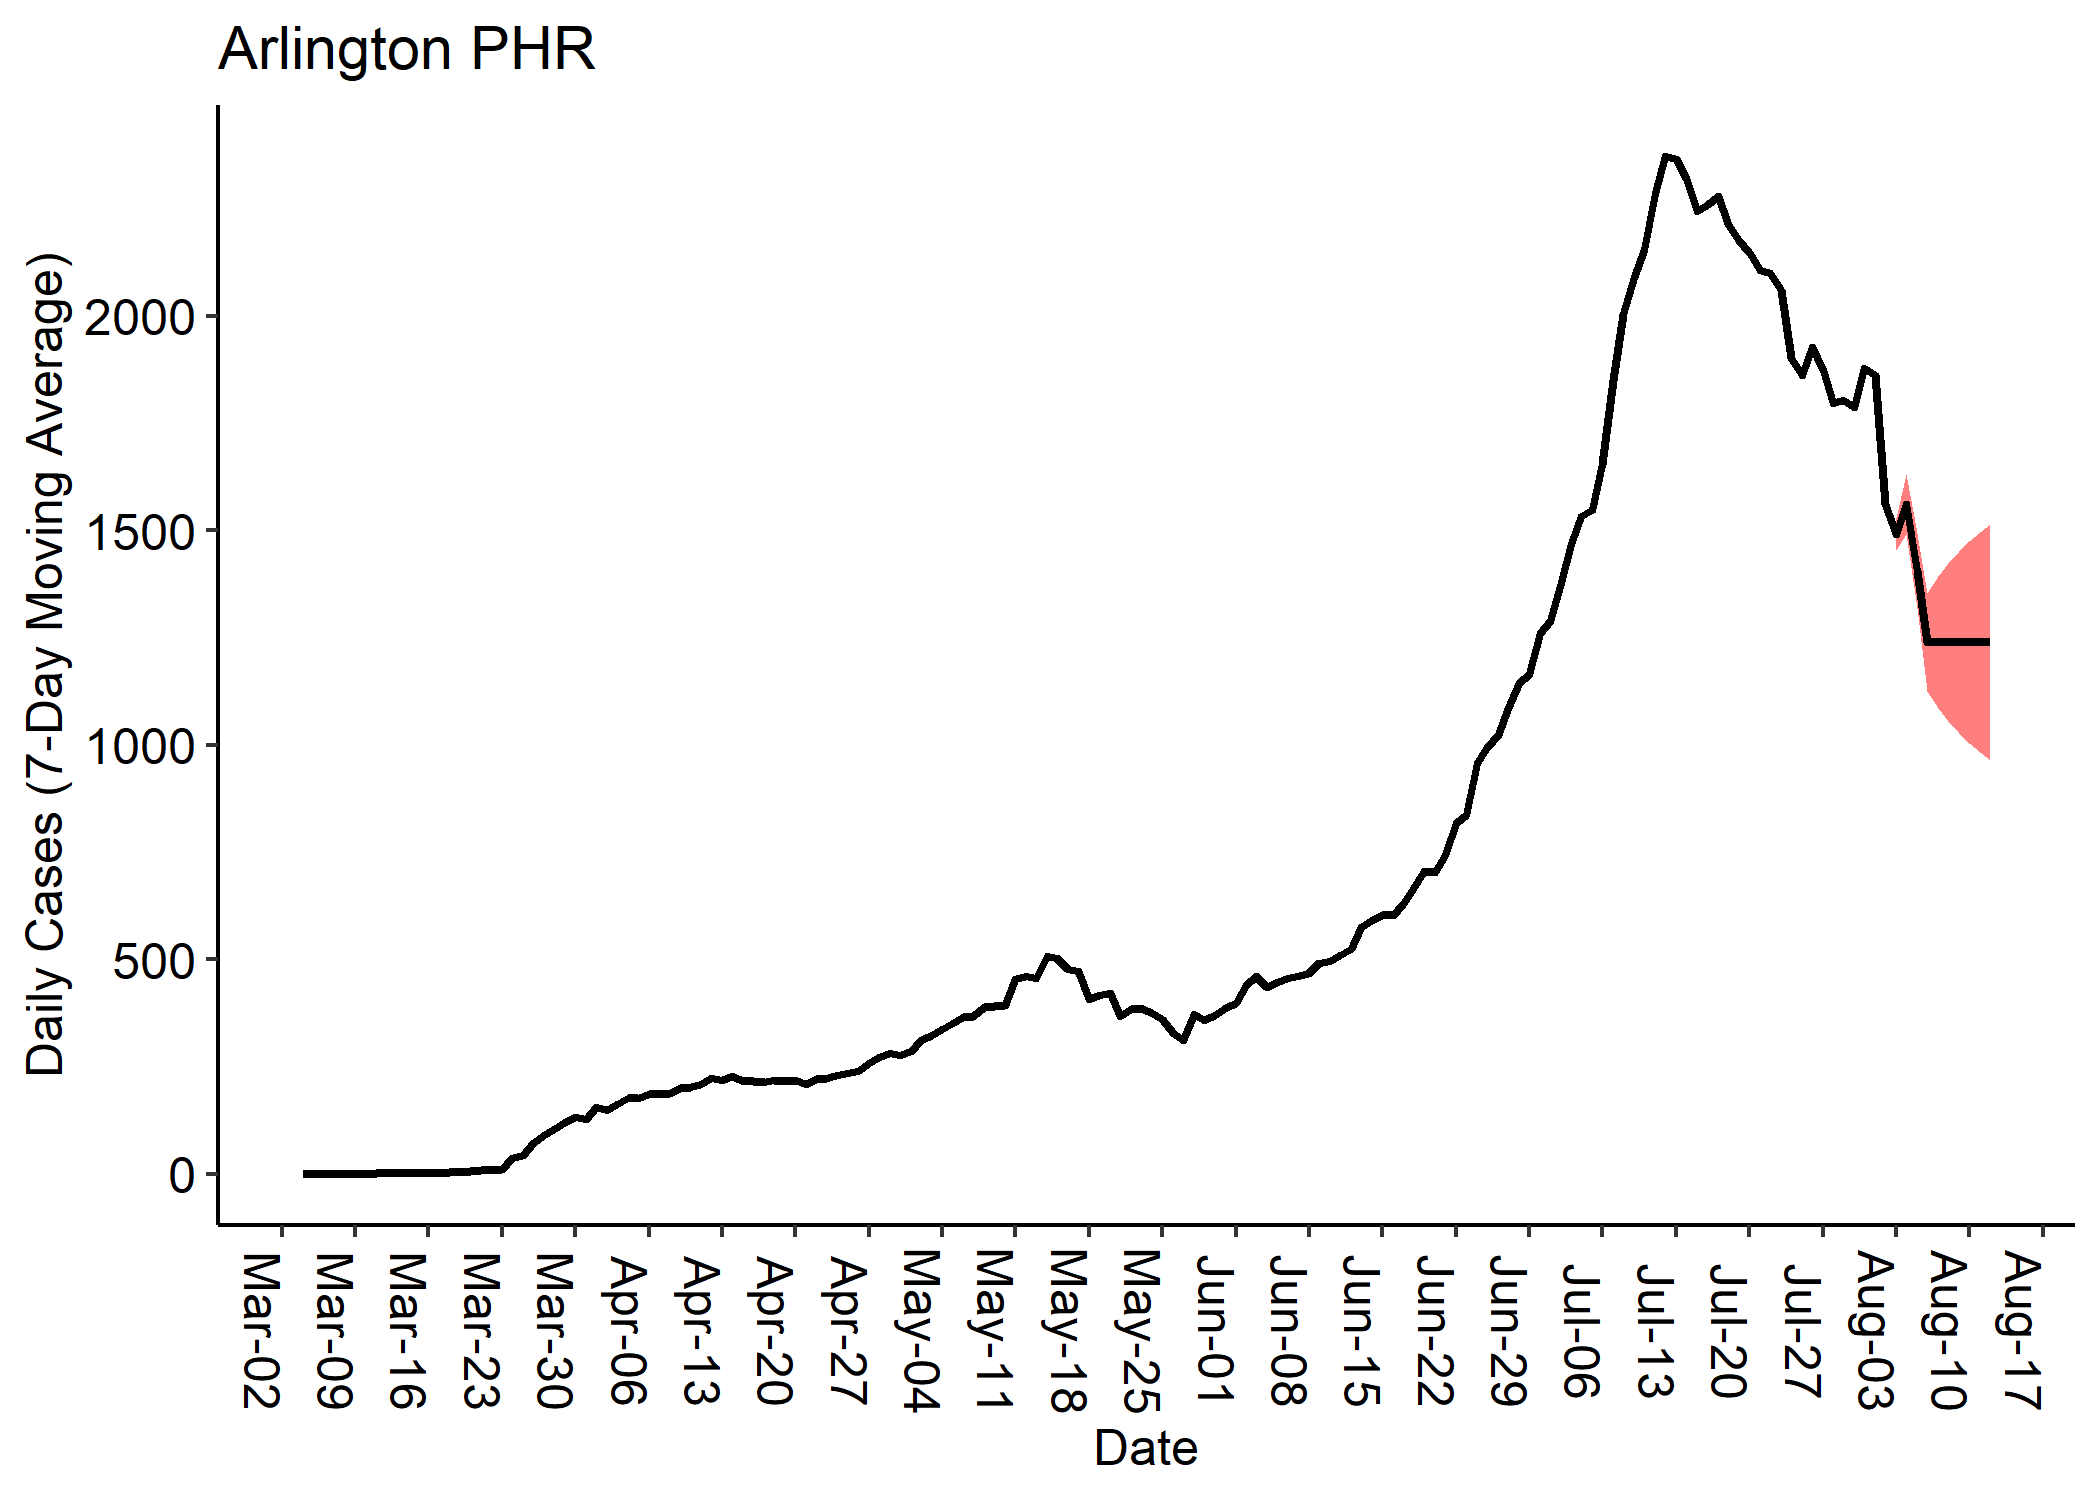 Arlington PHR
Daily Cases (7-Day Moving Average)
2000
1500
1000
500
0
Mar-02
Mar-09
Mar-16
Mar-23
Mar-30
Apr-06
Apr-13
Apr-20
Apr-27
May-04
May-11
May-18
May-25
Jun-01
Jun-08
Jun-15
Jun-22
Jun-29
Jul-06
Jul-13
Jul-20
Jul-27
Aug-03
Aug-10
Aug-17
Date